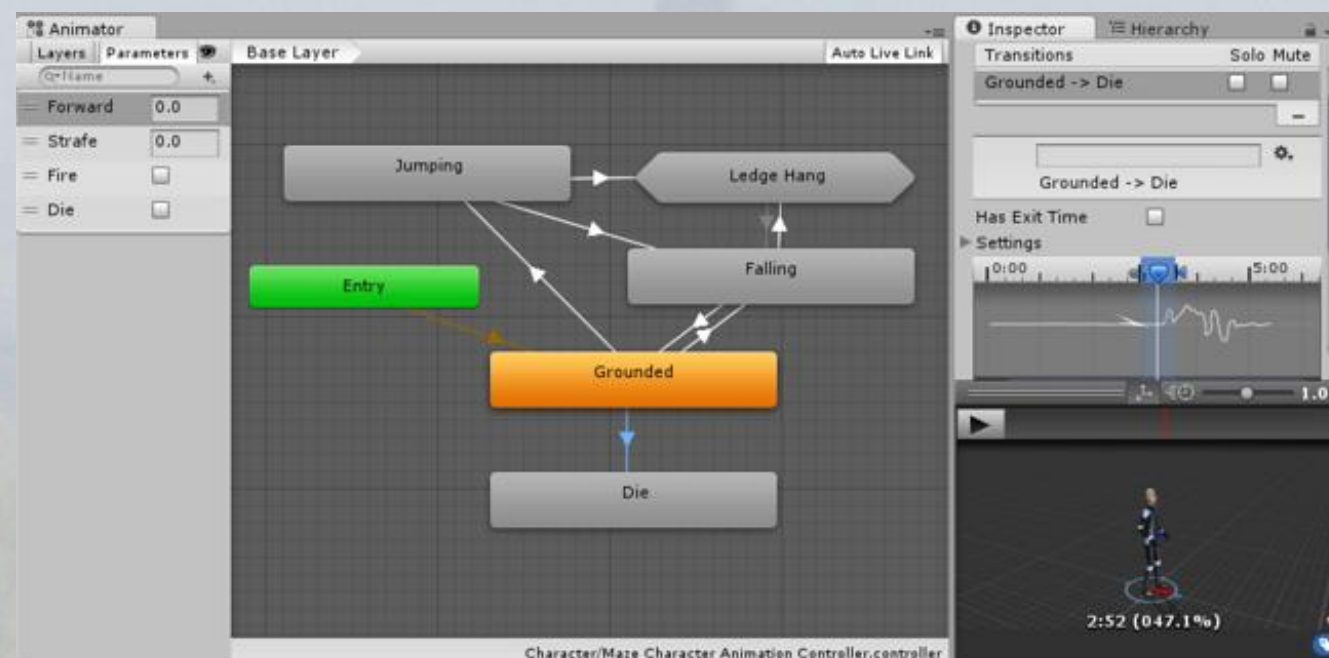 Animator
Layers Parameters
Name
Forward 0.0
Strafe 0.0
Fire
Die
Base Layer
Auto Live Link
Jumping
Ledge Hang
Falling
Entry
Grounded
Die
Character/Maze Character Animation Controller.controller
Inspector Hierarchy
Transitions Solo Mute
Grounded -> Die
Grounded -> Die
Has Exit Time
Settings
0:00 5:00
1.0
2:52 (047.1%)